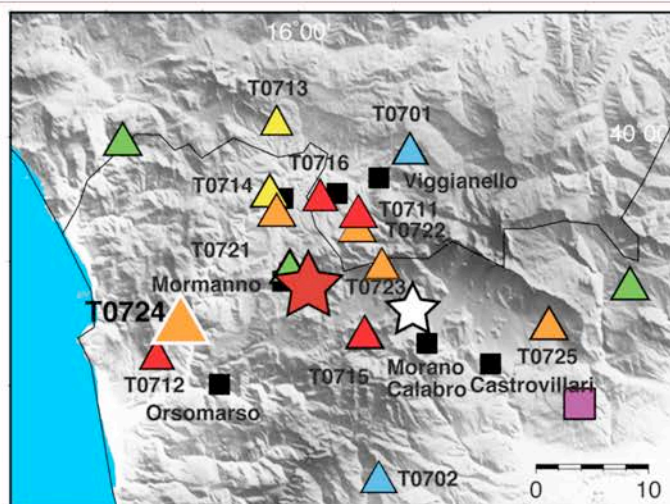 16°00'
T0713
T0701
40°00'
T0716
Viggianello
T0714
T0711
T0722
T0721
Mormanno
T0723
T0724
T0725
T0712
T0715
Morano
Calabro
Castrovillari
Orsomarso
T0702
0 10